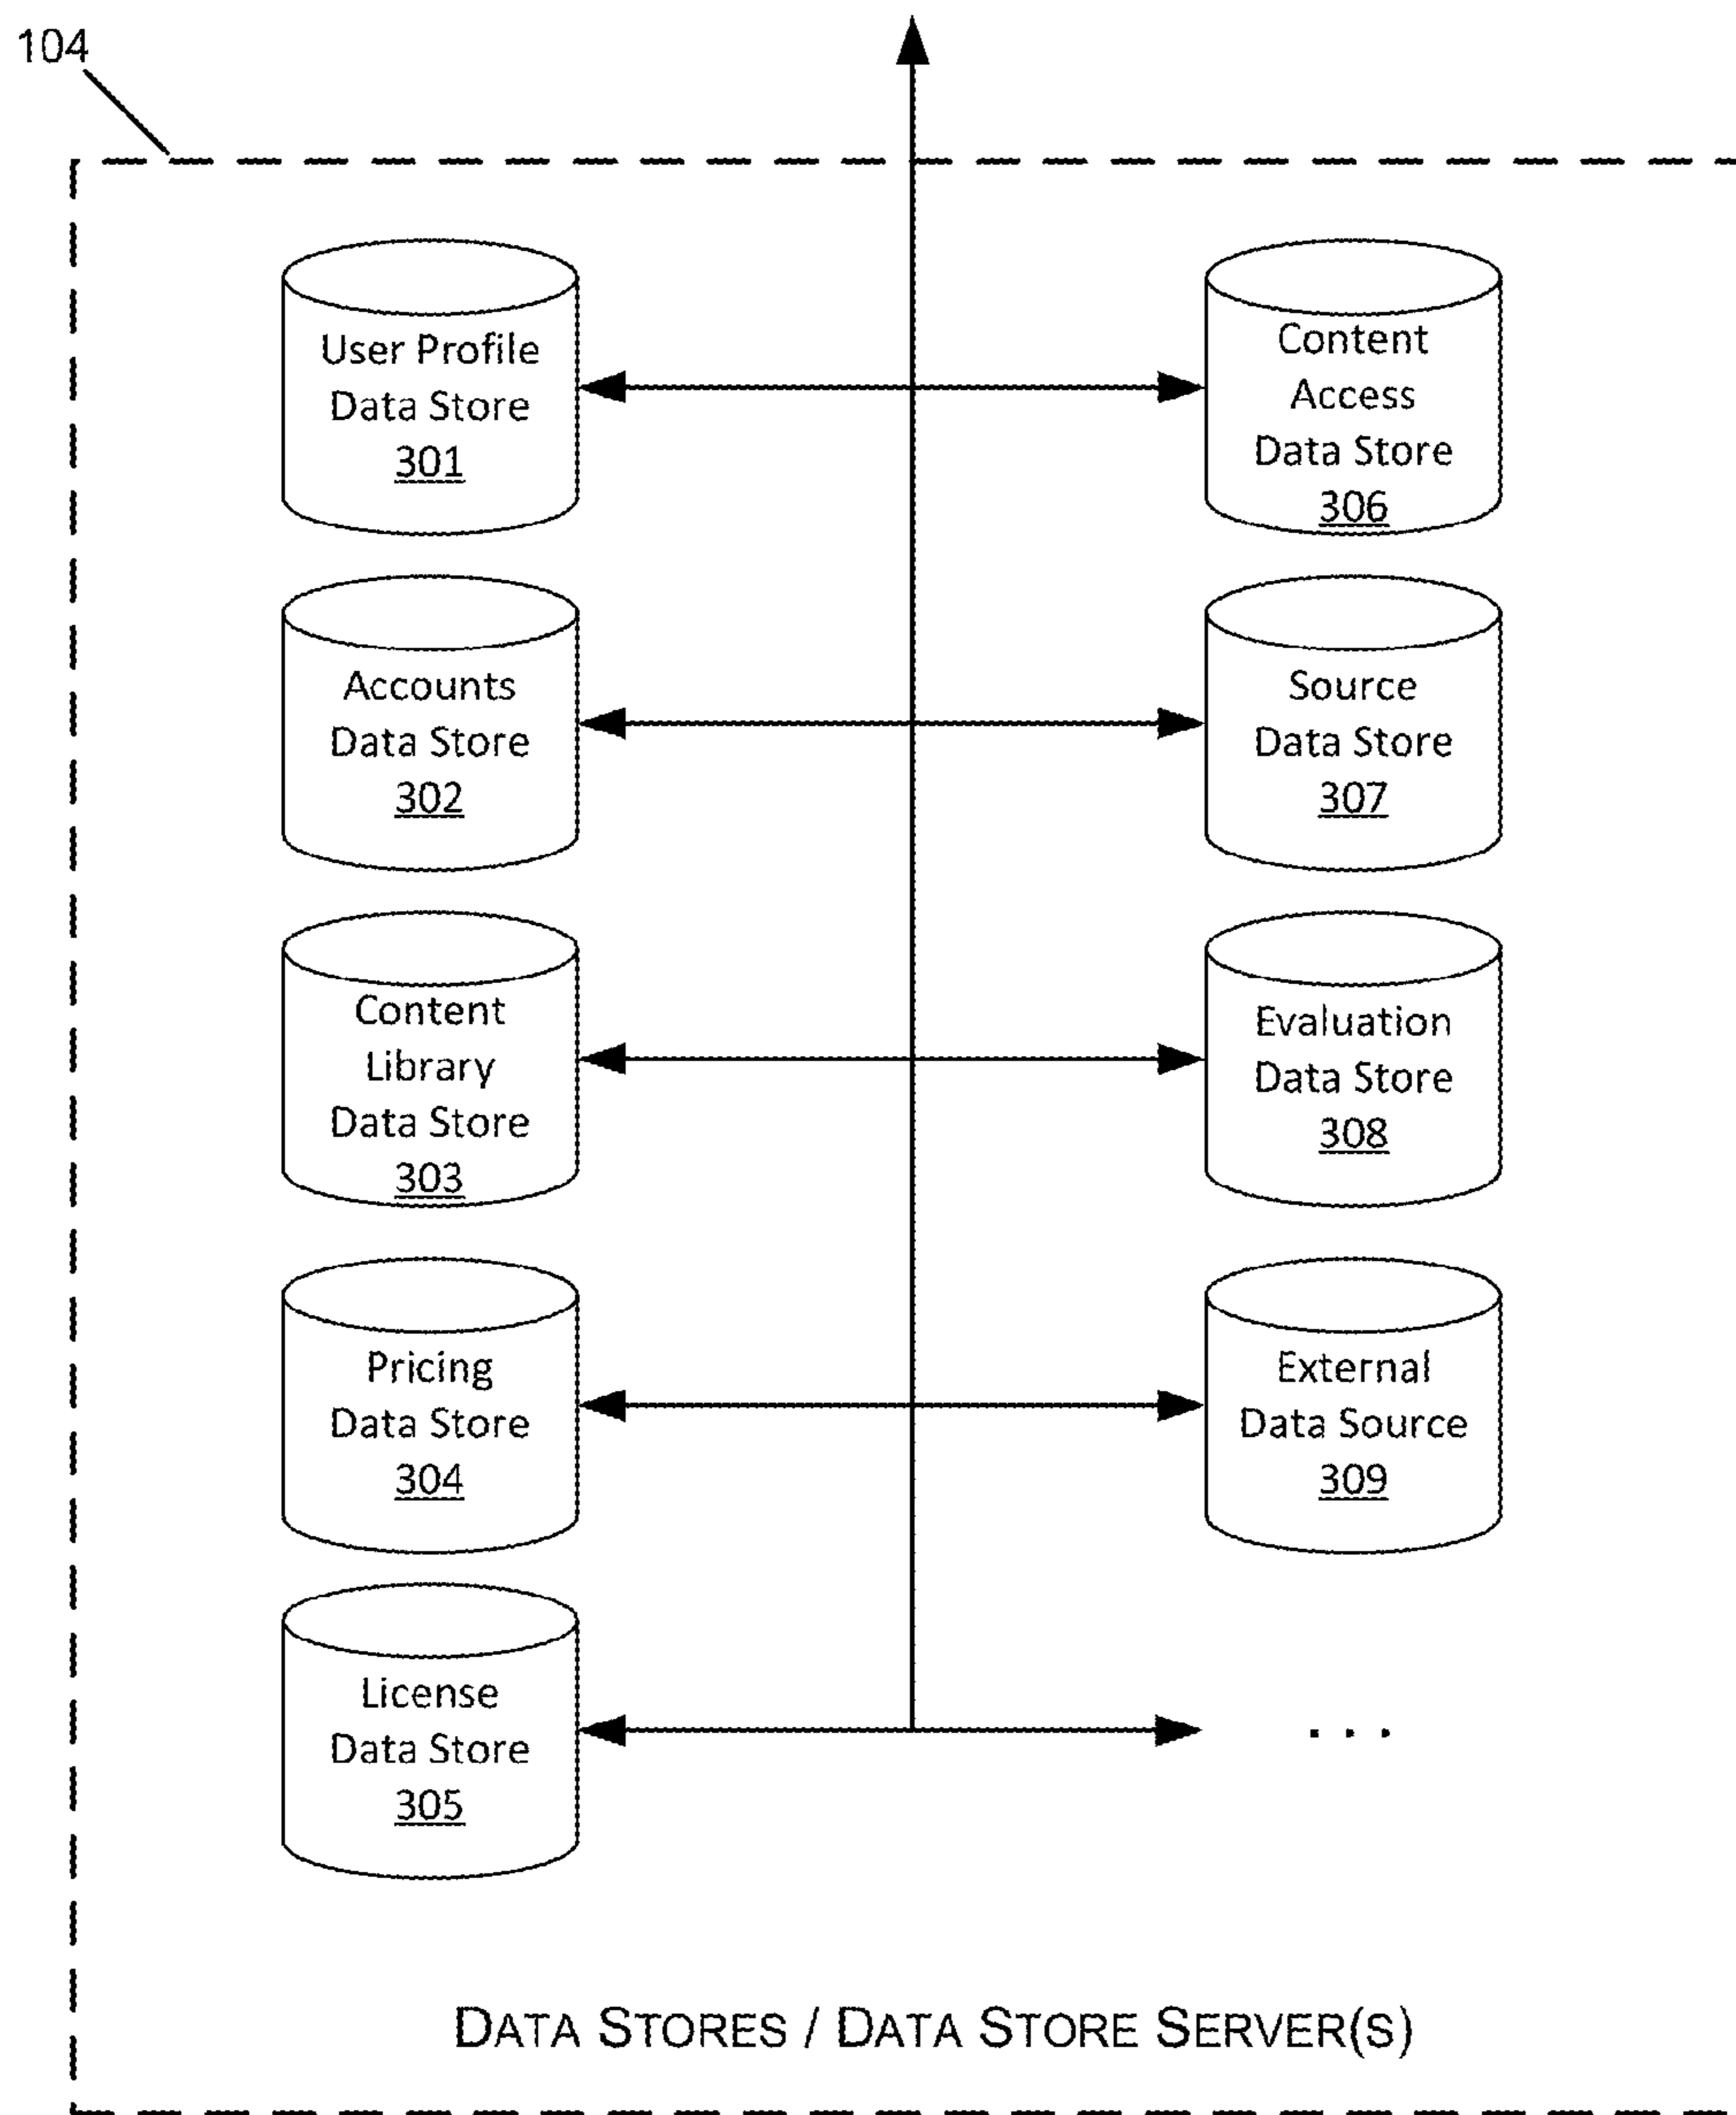 104
User Profile
Data Store
301
Content
Access
Data Store
306
Accounts
Data Store
302
Source
Data Store
307
Content
Library
Data Store
303
Evaluation
Data Store
308
Pricing
Data Store
304
External
Data Source
309
License
Data Store
305
. . .
DATA STORES / DATA STORE SERVER(S)